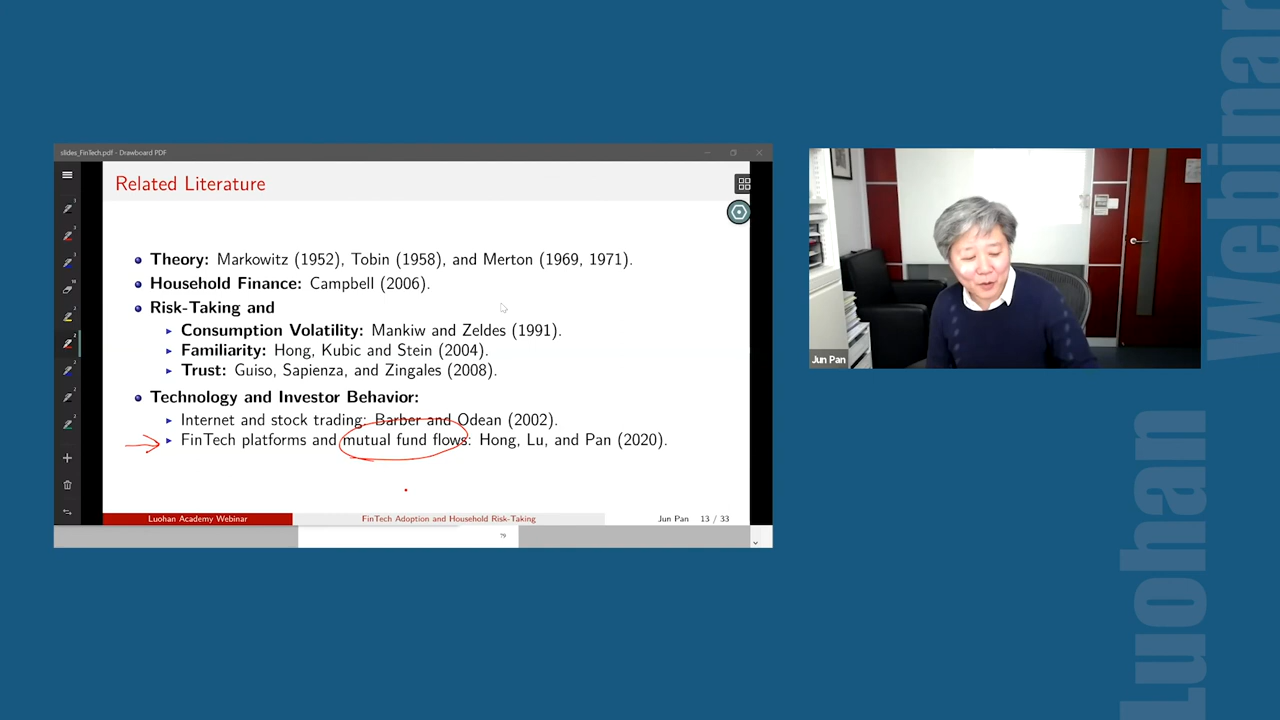 slides_FinTech.pdf - Drawboard PDF
Related Literature
Theory: Markowitz (1952), Tobin (1958), and Merton (1969, 1971).
Household Finance: Campbell (2006).
Risk-Taking and
Consumption Volatility: Mankiw and Zeldes (1991).
Familiarity: Hong, Kubic and Stein (2004).
Trust: Guiso, Sapienza, and Zingales (2008).
Technology and Investor Behavior:
Internet and stock trading: Barber and Odean (2002).
FinTech platforms and mutual fund flows: Hong, Lu, and Pan (2020).
Luohan Academy Webinar FinTech Adoption and Household Risk-Taking Jun Pan 13 / 33
79
Jun Pan
Luohan
Webinar